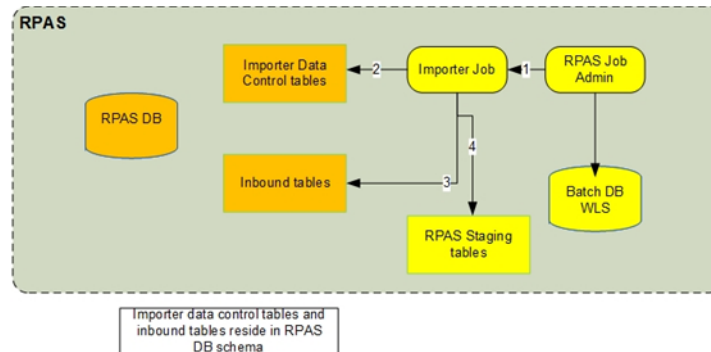 RPAS
Importer Data
Control tables
2
Importer Job
1
RPAS Job
Admin
RPAS DB
4
Inbound tables
3
Batch DB
WLS
RPAS Staging
tables
Importer data control tables and
inbound tables reside in RPAS
DB schema